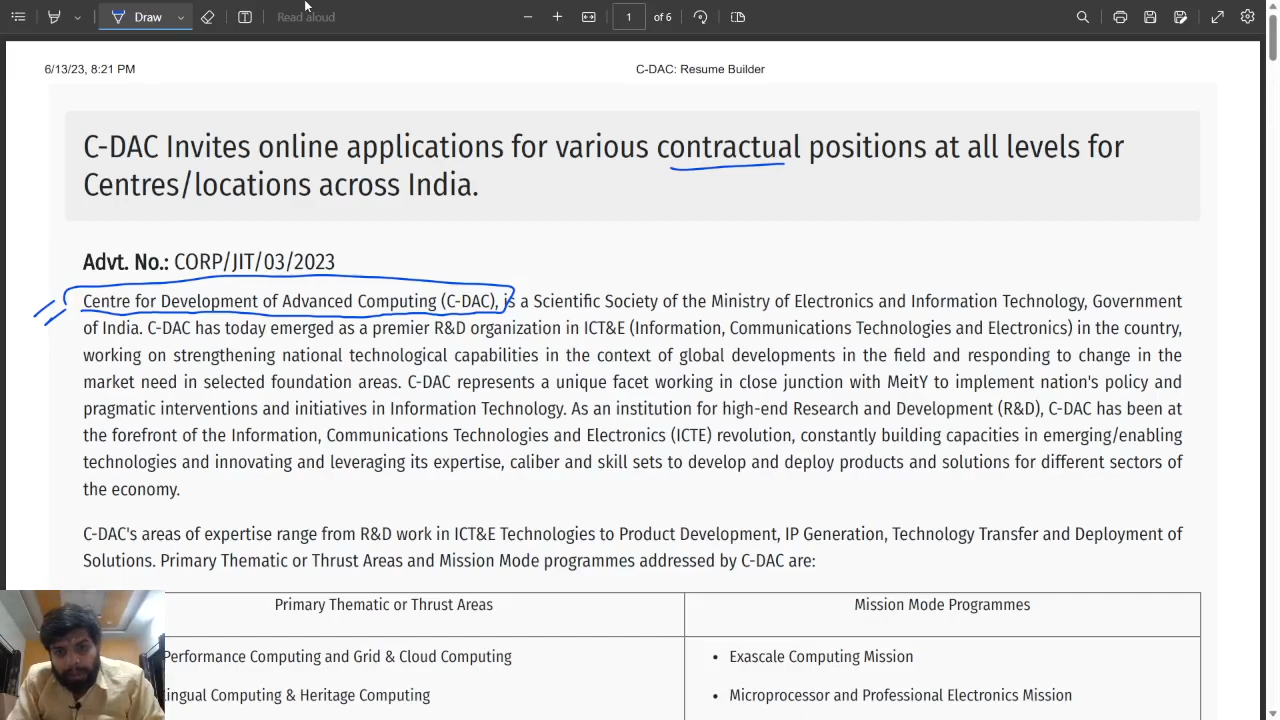 Draw
Read aloud
1 of 6
6/13/23, 8:21 PM
C-DAC: Resume Builder
C-DAC Invites online applications for various contractual positions at all levels for
Centres/locations across India.
Advt. No.: CORP/JIT/03/2023
Centre for Development of Advanced Computing (C-DAC), is a Scientific Society of the Ministry of Electronics and Information Technology, Government
of India. C-DAC has today emerged as a premier R&D organization in ICT&E (Information, Communications Technologies and Electronics) in the country,
working on strengthening national technological capabilities in the context of global developments in the field and responding to change in the
market need in selected foundation areas. C-DAC represents a unique facet working in close junction with MeitY to implement nation's policy and
pragmatic interventions and initiatives in Information Technology. As an institution for high-end Research and Development (R&D), C-DAC has been at
the forefront of the Information, Communications Technologies and Electronics (ICTE) revolution, constantly building capacities in emerging/enabling
technologies and innovating and leveraging its expertise, caliber and skill sets to develop and deploy products and solutions for different sectors of
the economy.
C-DAC's areas of expertise range from R&D work in ICT&E Technologies to Product Development, IP Generation, Technology Transfer and Deployment of
Solutions. Primary Thematic or Thrust Areas and Mission Mode programmes addressed by C-DAC are:
Primary Thematic or Thrust Areas
Mission Mode Programmes
Performance Computing and Grid & Cloud Computing
• Exascale Computing Mission
lingual Computing & Heritage Computing
• Microprocessor and Professional Electronics Mission